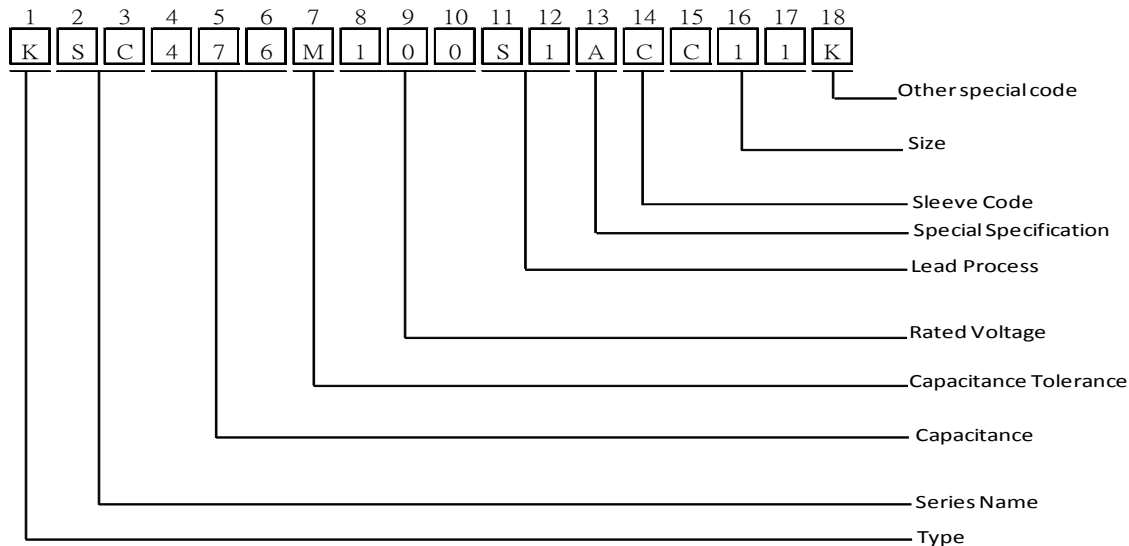 1 2 3 4 5 6 7 8 9 10 11 12 13 14 15 16 17 18
K S C 4 7 6 M 1 0 0 S 1 A C C 1 1 K
Other special code
Size
Sleeve Code
Special Specification
Lead Process
Rated Voltage
Capacitance Tolerance
Capacitance
Series Name
Type